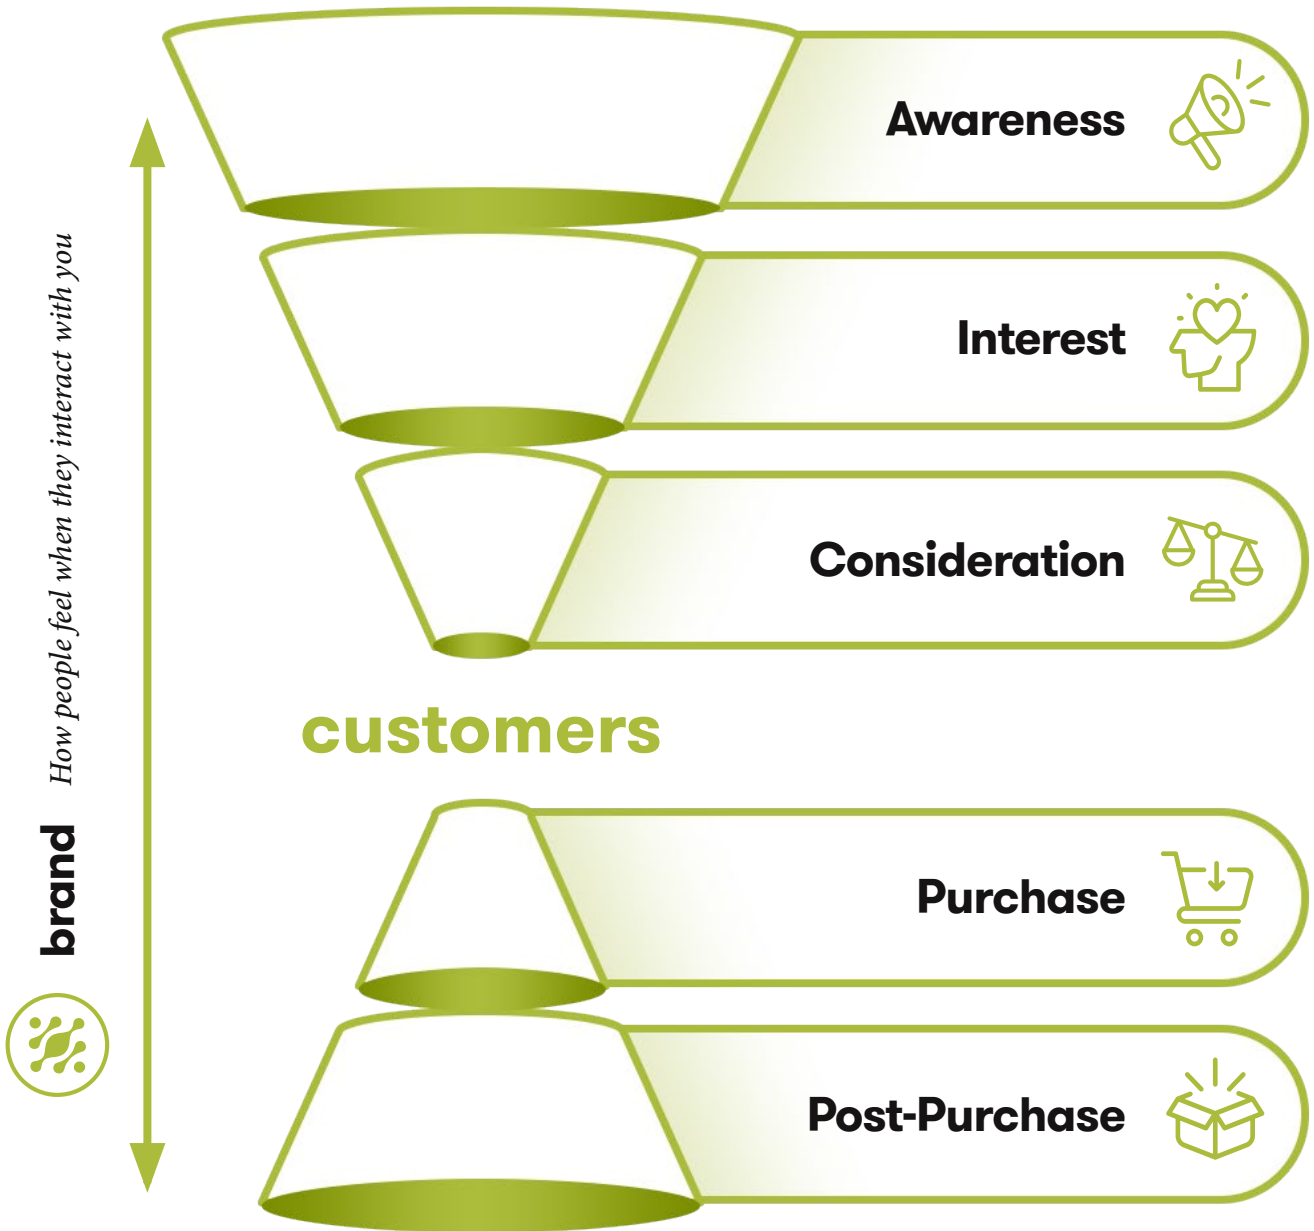 Awareness
Interest
Consideration
customers
Purchase
Post-Purchase
brand How people feel when they interact with you